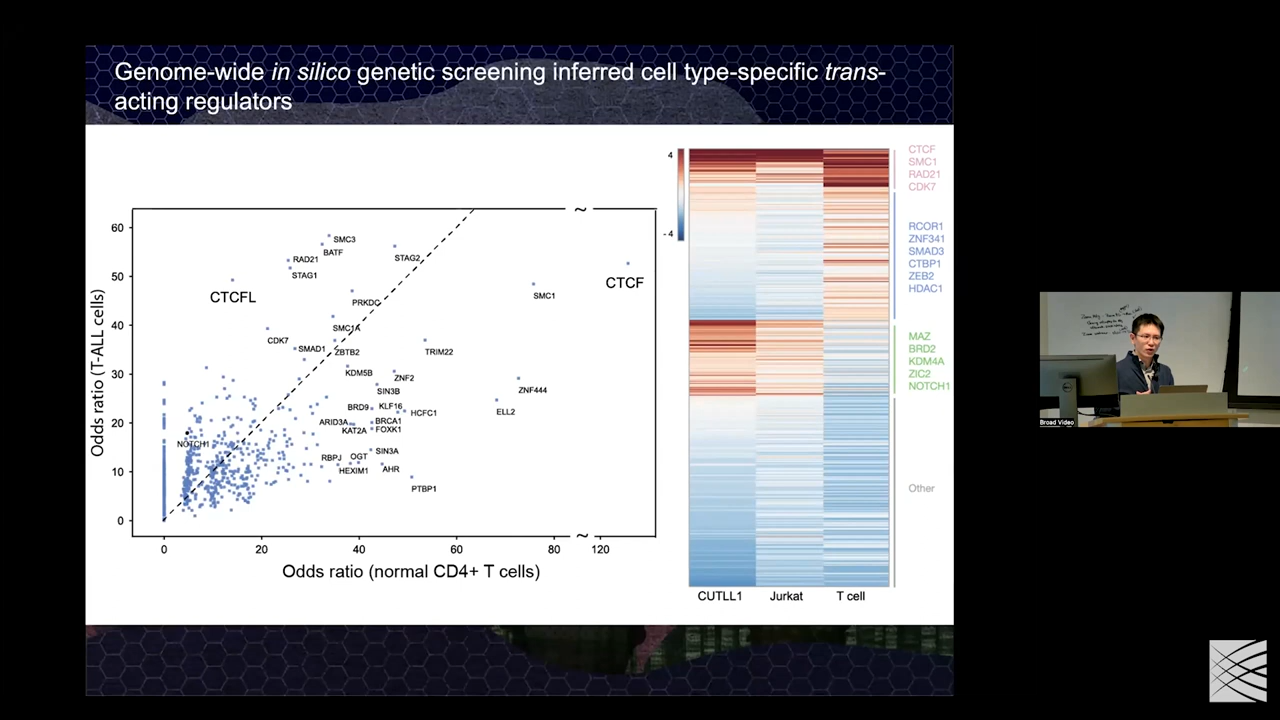 Genome-wide in silico genetic screening inferred cell type-specific trans-
acting regulators
Odds ratio (T-ALL cells)
60
50
40
30
20
10
0
0
20
40
60
80
120
~
~
Odds ratio (normal CD4+ T cells)
SMC3
BATF
RAD21
STAG1
STAG2
CTCFL
CTCF
SMC1
PRKDC
SMC1A
CDK7
SMAD1
ZBTB2
TRIM22
KDM5B
ZNF2
SIN3B
ZNF444
BRD9
KLF16
HCFC1
ELL2
ARID3A
BRCA1
KAT2A
FOXK1
NOTCH1
SIN3A
RBPJ
OGT
HEXIM1
AHR
PTBP1
4
- 4
CUTLL1
Jurkat
T cell
CTCF
SMC1
RAD21
CDK7
RCOR1
ZNF341
SMAD3
CTBP1
ZEB2
HDAC1
MAZ
BRD2
KDM4A
ZIC2
NOTCH1
Other
Broad Video